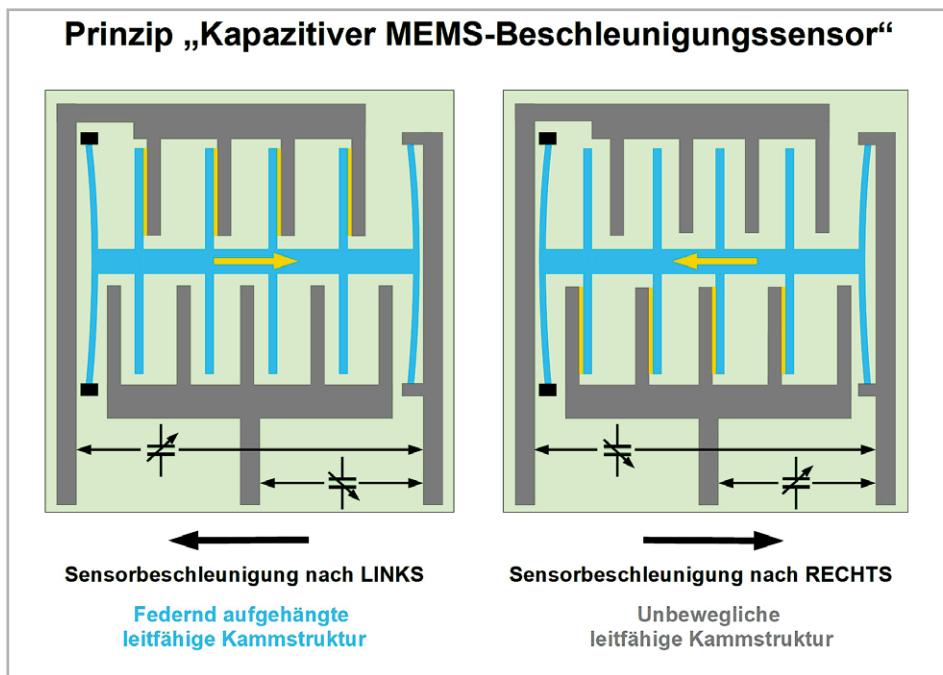 Prinzip „Kapazitiver MEMS-Beschleunigungssensor“
Sensorbeschleunigung nach LINKS
Federnd aufgehängte
leitfähige Kammstruktur
Sensorbeschleunigung nach RECHTS
Unbewegliche
leitfähige Kammstruktur